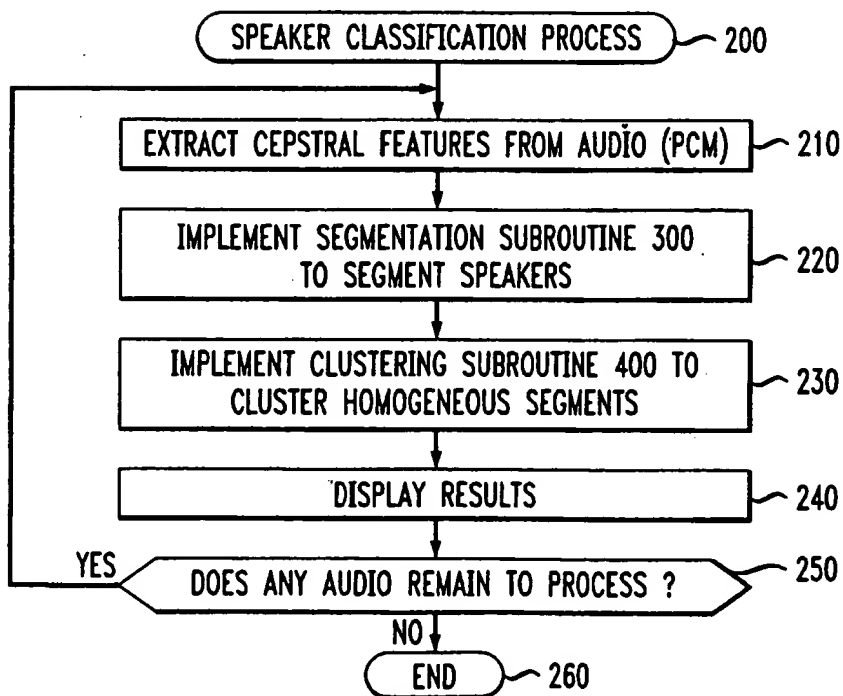 SPEAKER CLASSIFICATION PROCESS 200
EXTRACT CEPSTRAL FEATURES FROM AUDIO (PCM) 210
IMPLEMENT SEGMENTATION SUBROUTINE 300
TO SEGMENT SPEAKERS
220
IMPLEMENT CLUSTERING SUBROUTINE 400 TO
CLUSTER HOMOGENEOUS SEGMENTS
230
DISPLAY RESULTS 240
YES
DOES ANY AUDIO REMAIN TO PROCESS ? 250
NO
END 260